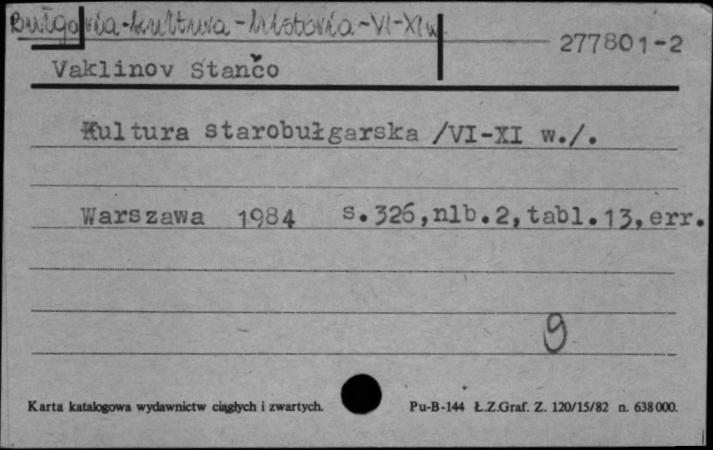 Bułgaria-kultura-historia-VI-XI w.
277801-2
Vaklinov Stančo
Kultura starobułgarska /VI-XI w./.
Warszawa 1984 s.326,nlb.2,tabl.13,err.
9
Karta katalogowa wydawnictw ciągłych i zwartych.
Pu-B-144 Ł.Z.Graf. Z. 120/15/82 n. 638000.